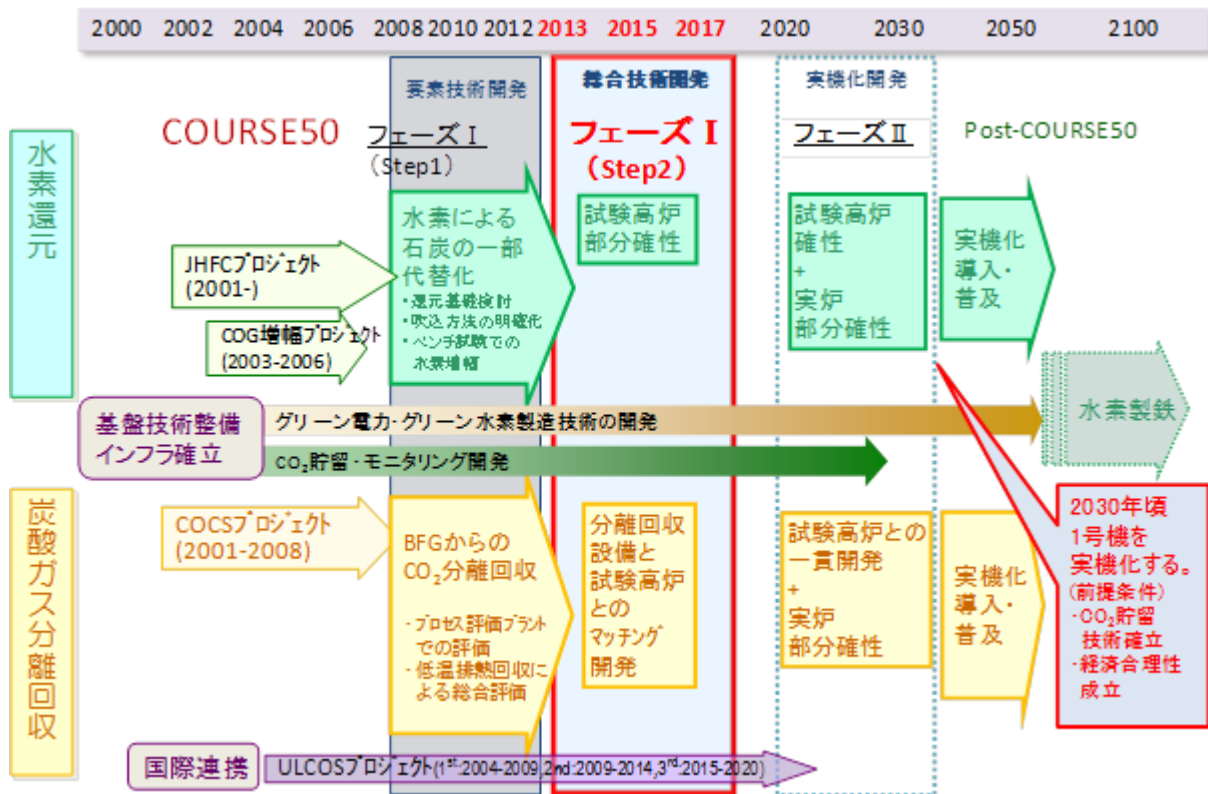 2000 2002 2004 2006 2008 2010 2012 2013 2015 2017 2020 2030 2050 2100
要素技術開発
総合技術開発
実機化開発
COURSE50
フェーズⅠ
(Step1)
フェーズⅠ
(Step2)
フェーズⅡ
Post-COURSE50
水素還元
JHFCプロジェクト
(2001-)
COG増幅プロジェクト
(2003-2006)
水素による
石炭の一部
代替化
・還元基礎検討
・吹込方法の明確化
・ベンチ試験での
水素増幅
試験高炉
部分確性
試験高炉
確性
+
実炉
部分確性
実機化
導入・
普及
水素製鉄
基盤技術整備
インフラ確立
グリーン電力・グリーン水素製造技術の開発
CO₂貯留・モニタリング開発
炭酸ガス分離回収
COCSプロジェクト
(2001-2008)
BFGからの
CO₂分離回収
・プロセス評価プラント
での評価
・低温排熱回収に
よる総合評価
分離回収
設備と
試験高炉
との
マッチング
開発
試験高炉との
一貫開発
+
実炉
部分確性
実機化
導入・
普及
2030年頃
1号機を
実機化する。
(前提条件)
・CO₂貯留
技術確立
・経済合理性
成立
国際連携
ULCOSプロジェクト(1st:2004-2009,2nd:2009-2014,3rd:2015-2020)